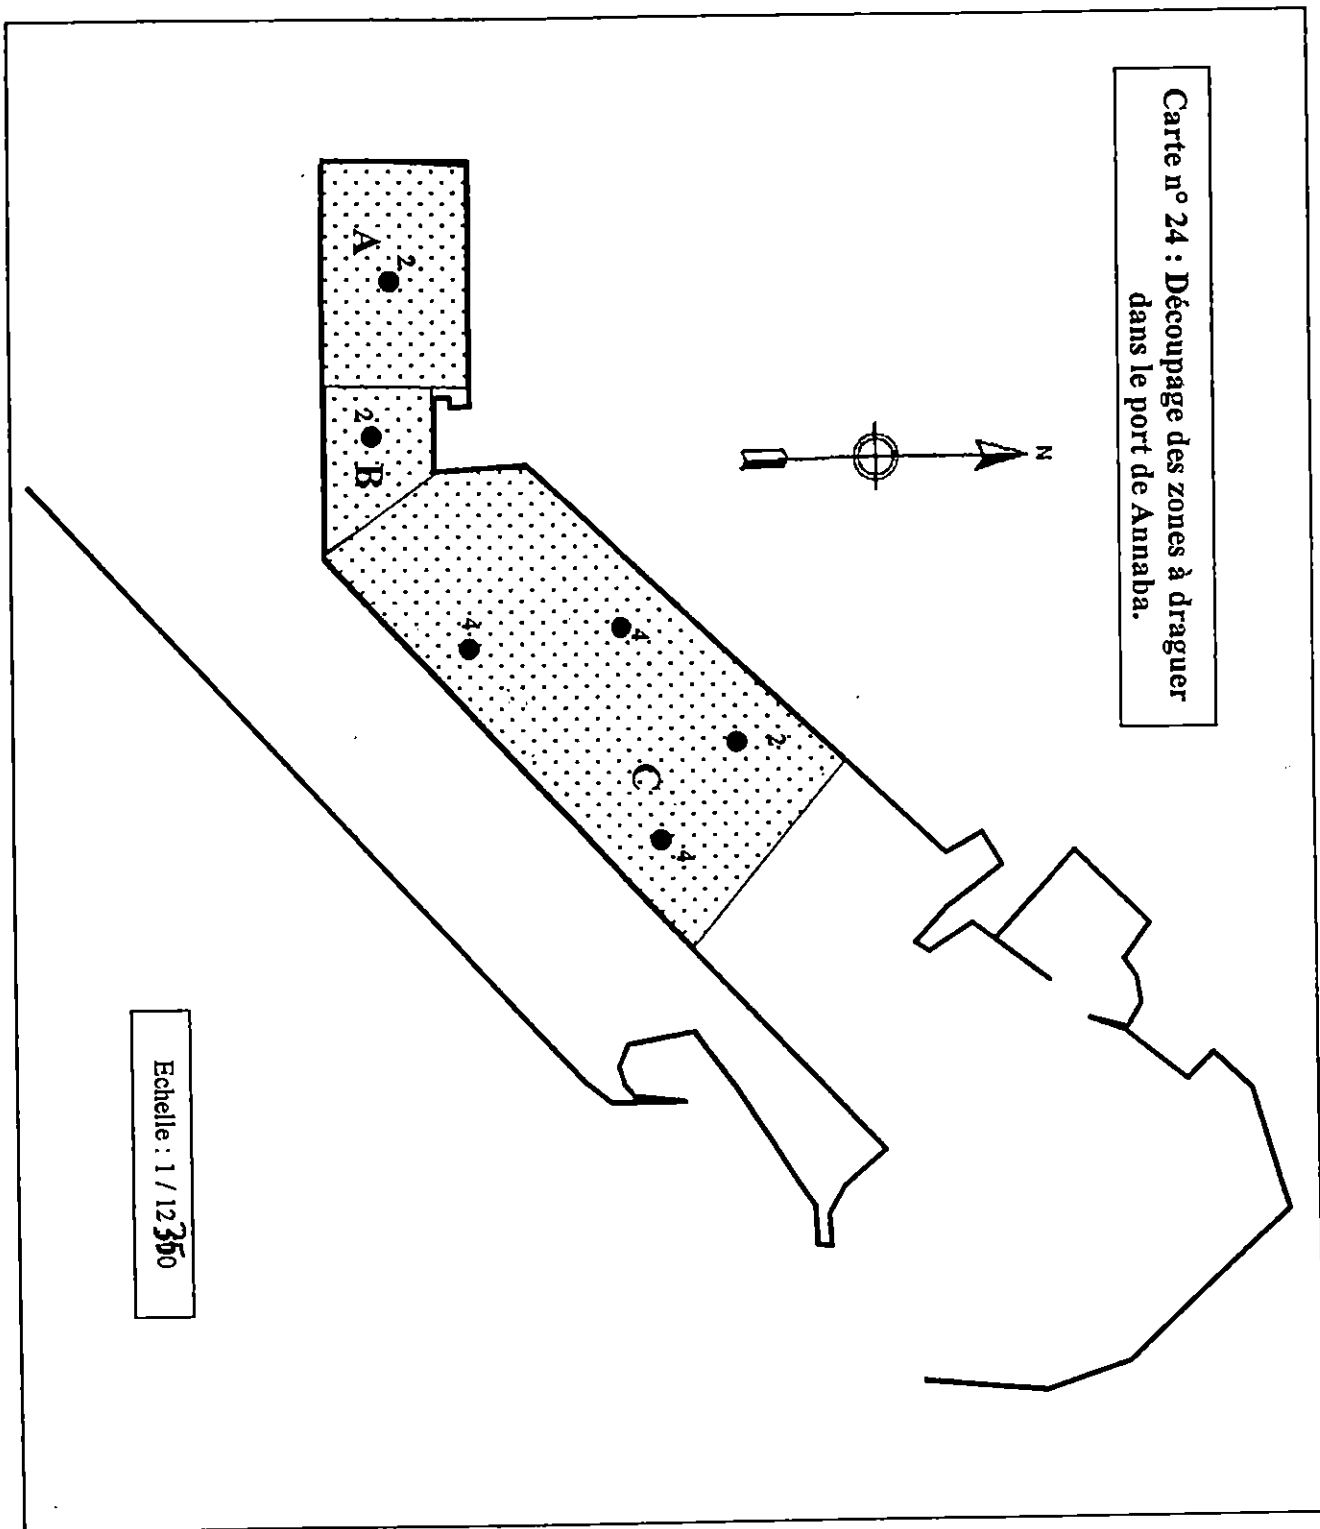 Carte n° 24 : Découpage des zones à draguer
dans le port de Annaba.
N
A
2
2
B
4
4
2
C
4
Echelle : 1 / 12